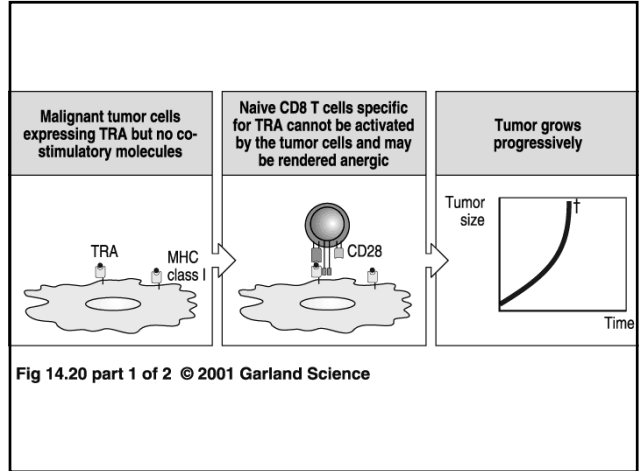 Malignant tumor cells
expressing TRA but no co-
stimulatory molecules
Naive CD8 T cells specific
for TRA cannot be activated
by the tumor cells and may
be rendered anergic
Tumor grows
progressively
TRA
MHC
class I
CD28
Tumor
size
†
Time
Fig 14.20 part 1 of 2 © 2001 Garland Science